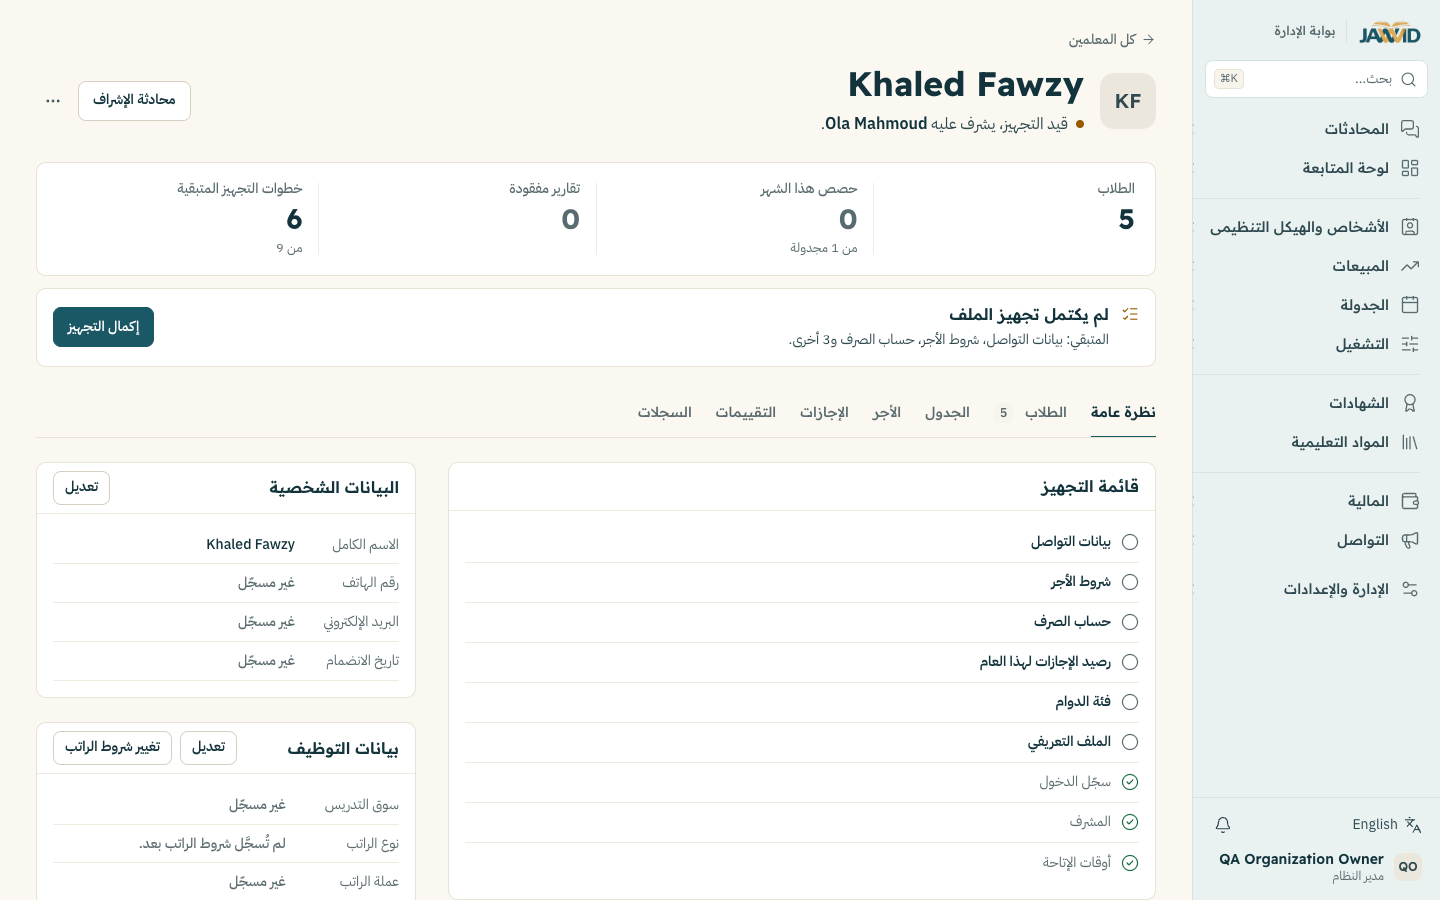 JAWWID
بوابة الإدارة
بحث...
⌘K
المحادثات
لوحة المتابعة
الأشخاص والهيكل التنظيمي
المبيعات
الجدولة
التشغيل
الشهادات
المواد التعليمية
المالية
التواصل
الإدارة والإعدادات
English
QA Organization Owner
مدير النظام
QO
كل المعلمين
KF
Khaled Fawzy
قيد التجهيز، يشرف عليه Ola Mahmoud.
محادثة الإشراف
الطلاب
5
حصص هذا الشهر
0
من 1 مجدولة
تقارير مفقودة
0
خطوات التجهيز المتبقية
6
من 9
لم يكتمل تجهيز الملف
المتبقي: بيانات التواصل، شروط الأجر، حساب الصرف و3 أخرى.
إكمال التجهيز
نظرة عامة
الطلاب 5
الجدول
الأجر
الإجازات
التقييمات
السجلات
قائمة التجهيز
بيانات التواصل
شروط الأجر
حساب الصرف
رصيد الإجازات لهذا العام
فئة الدوام
الملف التعريفي
سجّل الدخول
المشرف
أوقات الإتاحة
البيانات الشخصية
تعديل
الاسم الكامل Khaled Fawzy
رقم الهاتف غير مسجّل
البريد الإلكتروني غير مسجّل
تاريخ الانضمام غير مسجّل
بيانات التوظيف
تعديل
تغيير شروط الراتب
سوق التدريس غير مسجّل
نوع الراتب لم تُسجَّل شروط الراتب بعد.
عملة الراتب غير مسجّل